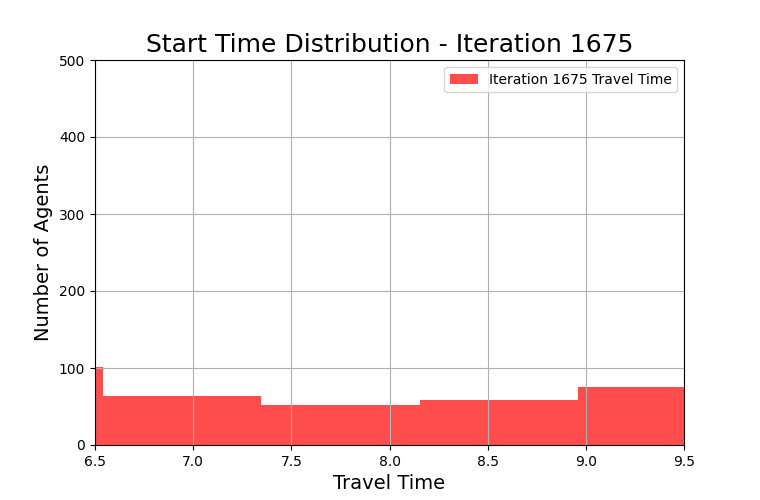 Start Time Distribution - Iteration 1675
Iteration 1675 Travel Time
Number of Agents
500
400
300
200
100
0
6.5 7.0 7.5 8.0 8.5 9.0 9.5
Travel Time